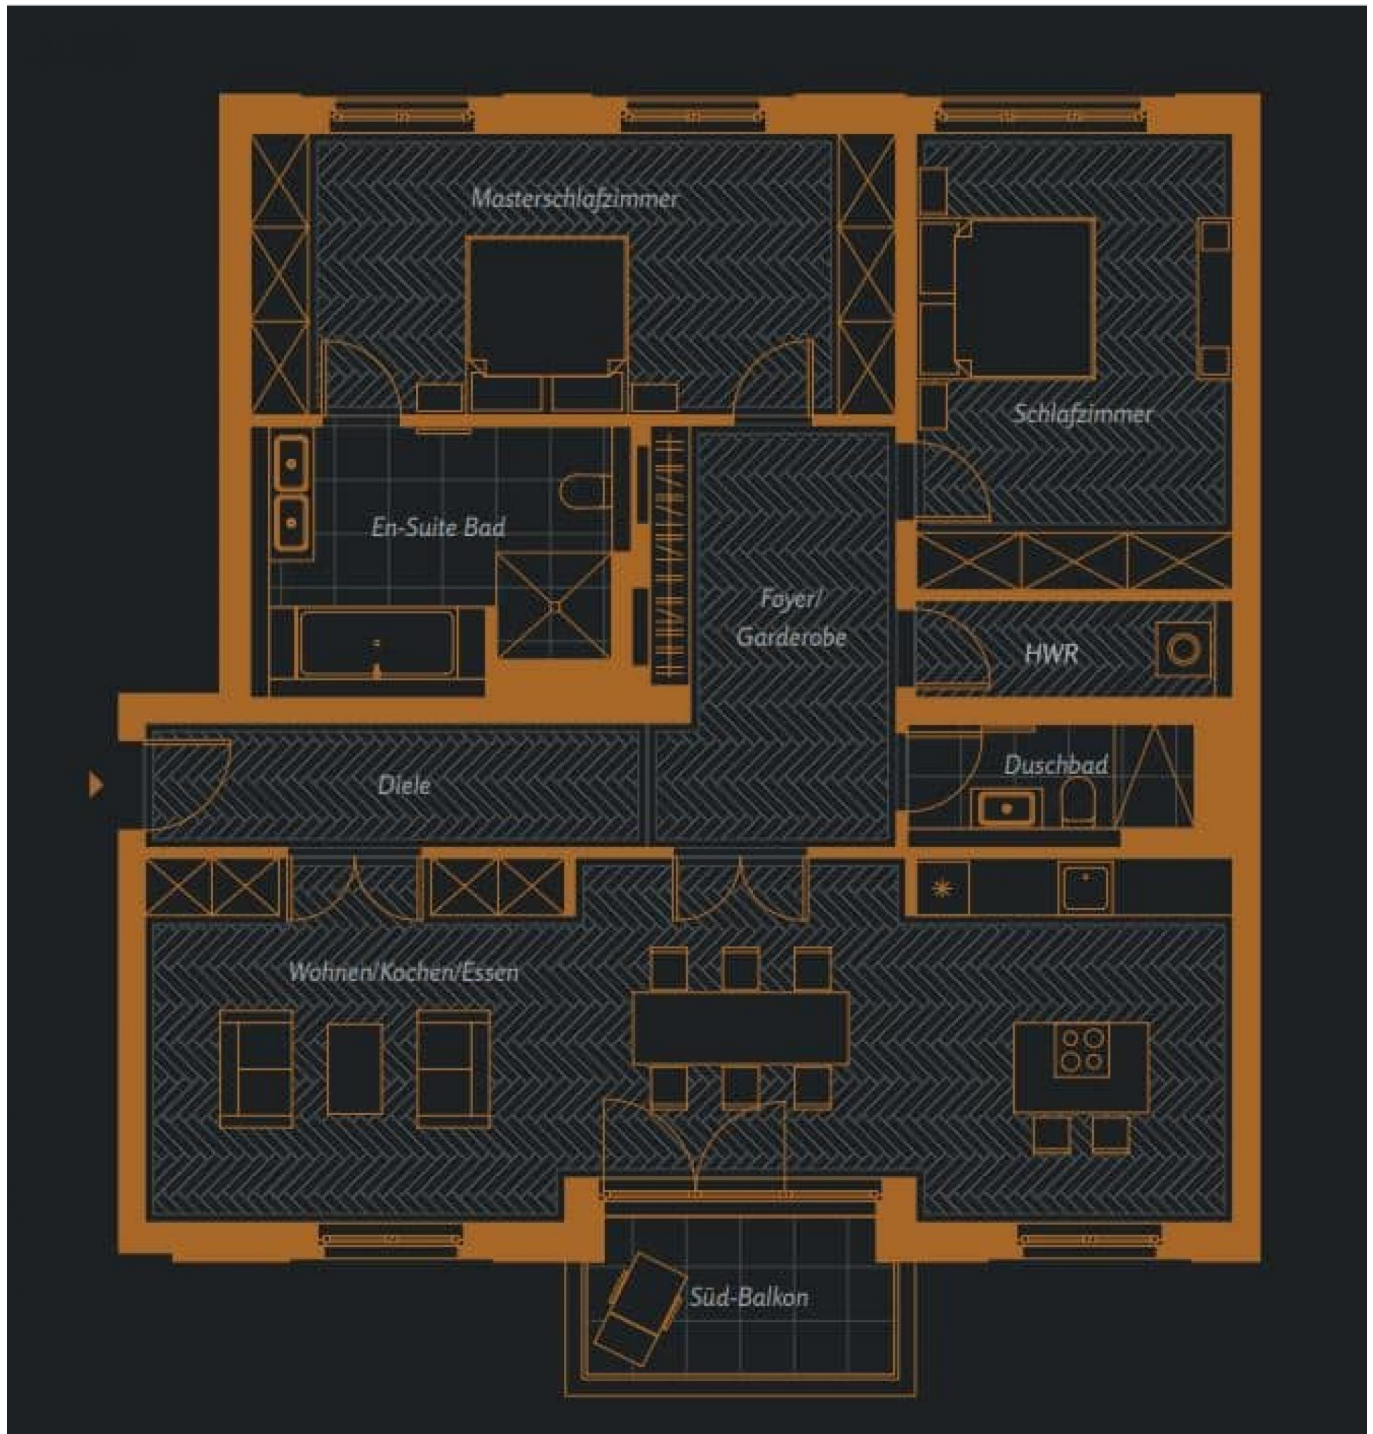 Masterschlafzimmer
Schlafzimmer
En-Suite Bad
Foyer/
Garderobe
HWR
Duschbad
Diele
Wohnen/Kochen/Essen
Süd-Balkon